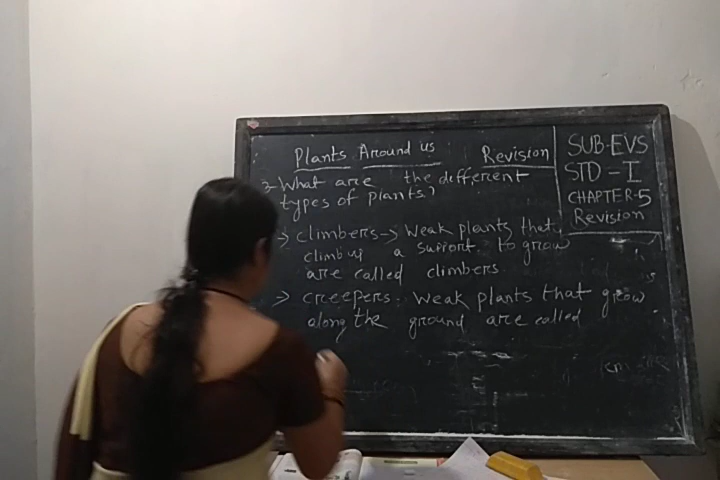 Plants Around us Revision
SUB-EVS
STD-I
CHAPTER-5
Revision
3-What are the different
types of plants?
climbers → Weak plants that
climb up a support to grow
are called climbers
creepers. Weak plants that grow
along the ground are called